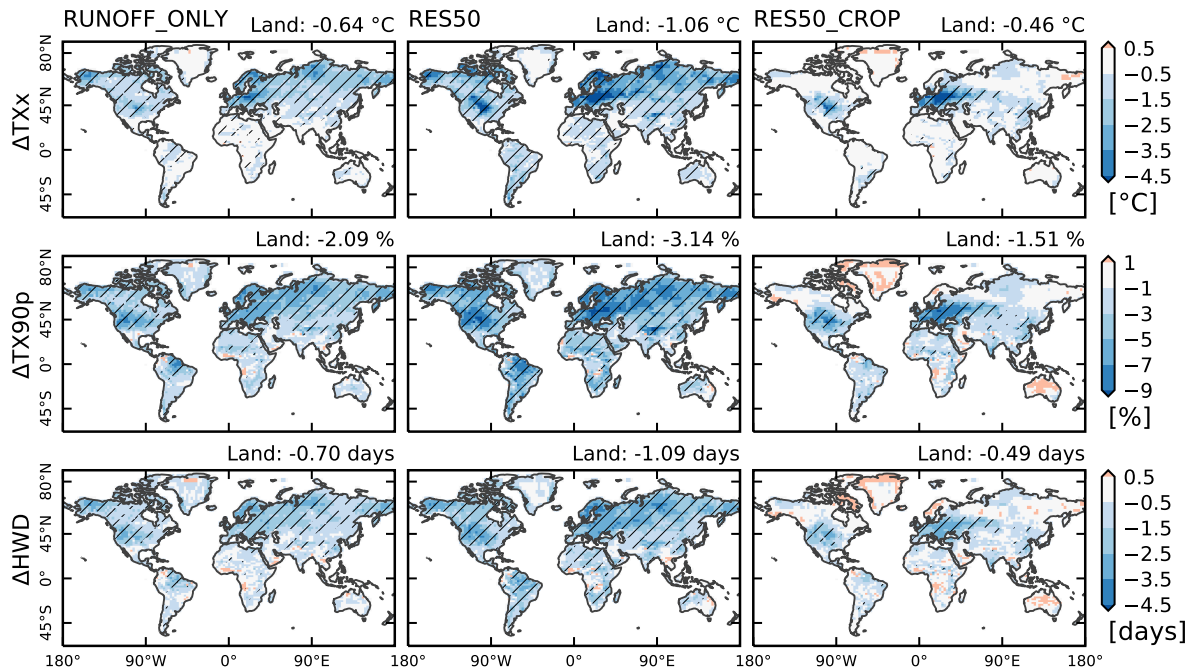 RUNOFF_ONLY Land: -0.64 °C RES50 Land: -1.06 °C RES50_CROP Land: -0.46 °C
ΔTXx
80°N
45°N
0°
45°S
0.5
−0.5
−1.5
−2.5
−3.5
−4.5
[°C]
Land: -2.09 % Land: -3.14 % Land: -1.51 %
ΔTX90p
80°N
45°N
0°
45°S
1
−1
−3
−5
−7
−9
[%]
Land: -0.70 days Land: -1.09 days Land: -0.49 days
ΔHWD
80°N
45°N
0°
45°S
0.5
−0.5
−1.5
−2.5
−3.5
−4.5
[days]
180° 90°W 0° 90°E 180° 90°W 0° 90°E 180° 90°W 0° 90°E 180°